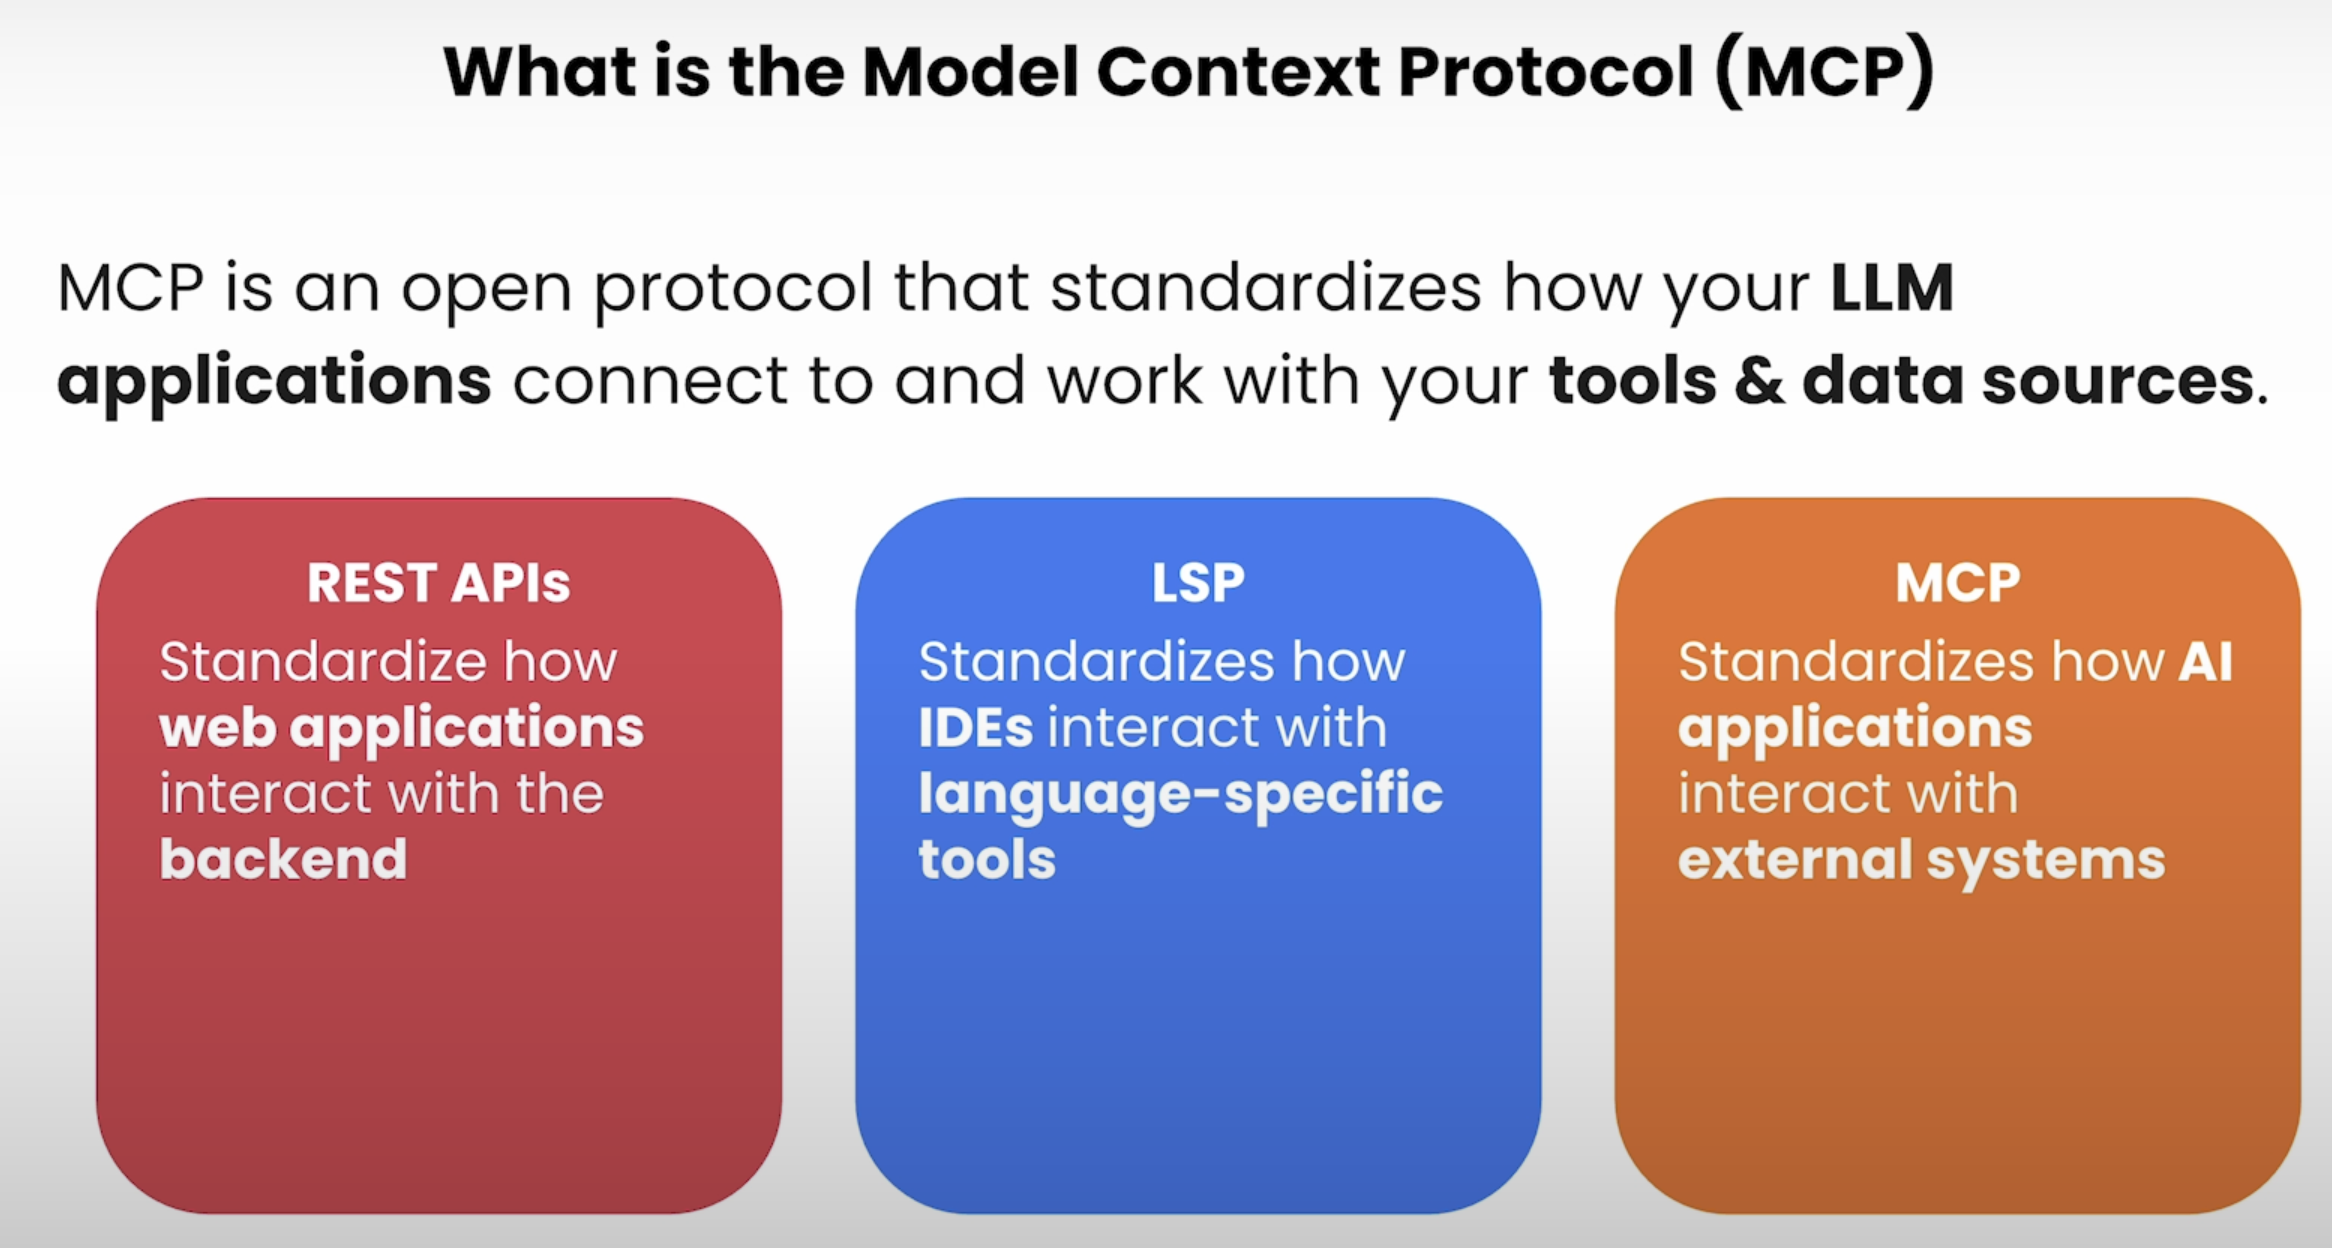 What is the Model Context Protocol (MCP)
MCP is an open protocol that standardizes how your LLM
applications connect to and work with your tools & data sources.
REST APIs
Standardize how
web applications
interact with the
backend
LSP
Standardizes how
IDEs interact with
language-specific
tools
MCP
Standardizes how AI
applications
interact with
external systems